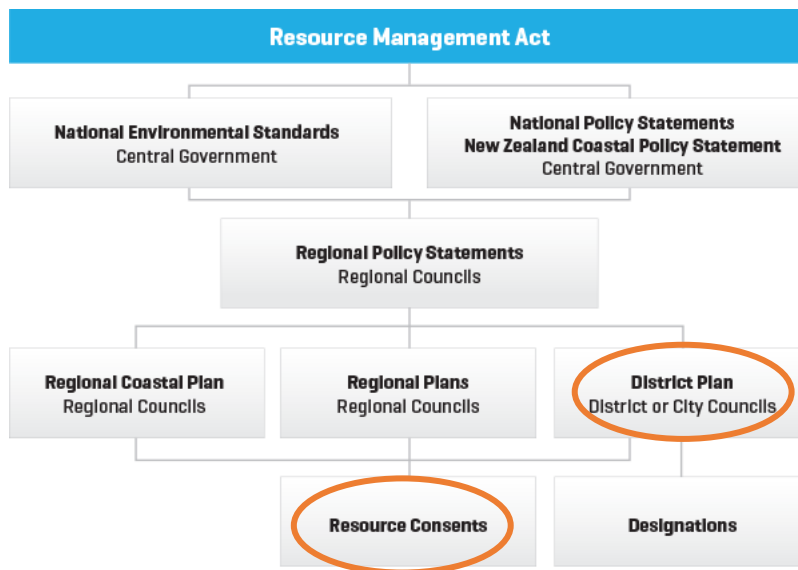 Resource Management Act
National Environmental Standards
Central Government
National Policy Statements
New Zealand Coastal Policy Statement
Central Government
Regional Policy Statements
Regional Councils
Regional Coastal Plan
Regional Councils
Regional Plans
Regional Councils
District Plan
District or City Councils
Resource Consents
Designations